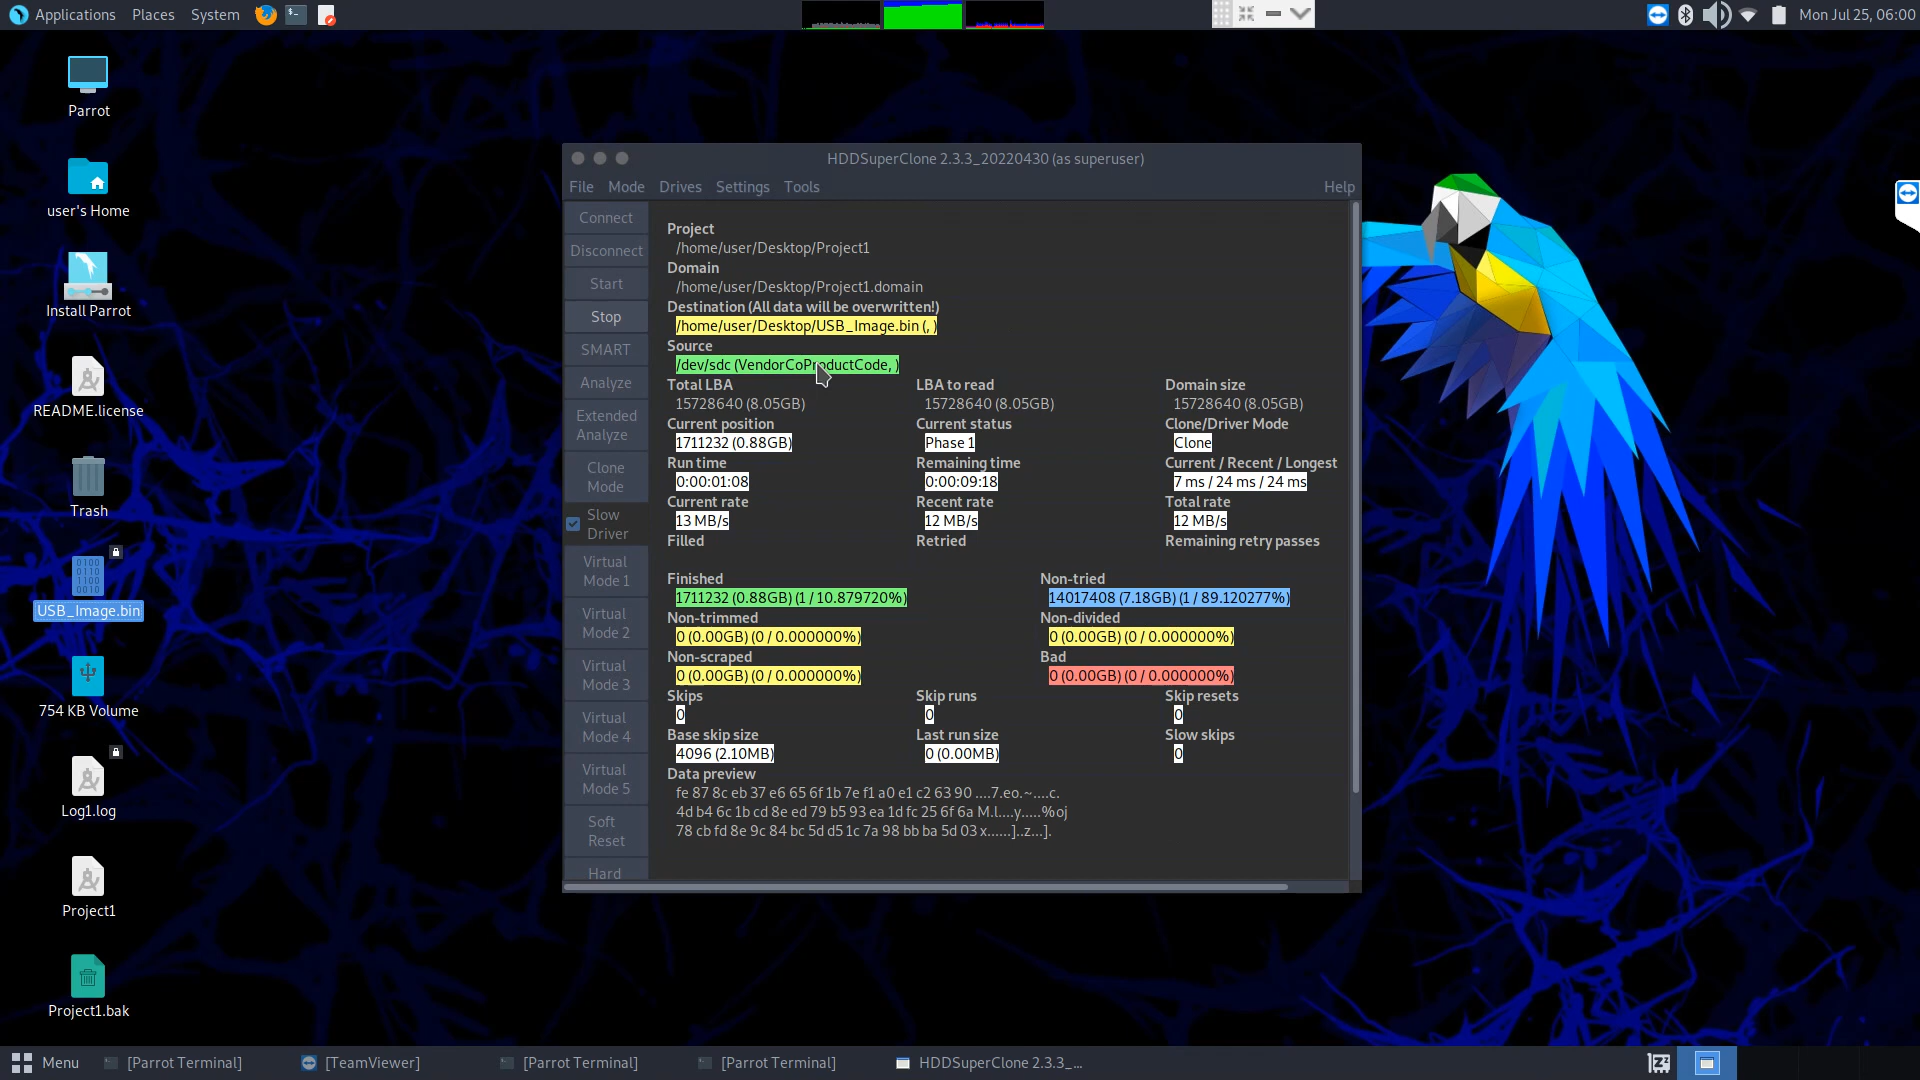 Applications Places System
Mon Jul 25, 06:00
Parrot
user's Home
Install Parrot
README.license
Trash
0100
0110
1100
0010
USB_Image.bin
754 KB Volume
Log1.log
Project1
Project1.bak
HDDSuperClone 2.3.3_20220430 (as superuser)
File Mode Drives Settings Tools Help
Connect
Disconnect
Start
Stop
SMART
Analyze
Extended
Analyze
Clone
Mode
Slow
Driver
Virtual
Mode 1
Virtual
Mode 2
Virtual
Mode 3
Virtual
Mode 4
Virtual
Mode 5
Soft
Reset
Hard
Project
/home/user/Desktop/Project1
Domain
/home/user/Desktop/Project1.domain
Destination (All data will be overwritten!)
/home/user/Desktop/USB_Image.bin (, )
Source
/dev/sdc (VendorCoProductCode, )
Total LBA LBA to read Domain size
15728640 (8.05GB) 15728640 (8.05GB) 15728640 (8.05GB)
Current position Current status Clone/Driver Mode
1711232 (0.88GB) Phase 1 Clone
Run time Remaining time Current / Recent / Longest
0:00:01:08 0:00:09:18 7 ms / 24 ms / 24 ms
Current rate Recent rate Total rate
13 MB/s 12 MB/s 12 MB/s
Filled Retried Remaining retry passes
Finished Non-tried
1711232 (0.88GB) (1 / 10.879720%) 14017408 (7.18GB) (1 / 89.120277%)
Non-trimmed Non-divided
0 (0.00GB) (0 / 0.000000%) 0 (0.00GB) (0 / 0.000000%)
Non-scraped Bad
0 (0.00GB) (0 / 0.000000%) 0 (0.00GB) (0 / 0.000000%)
Skips Skip runs Skip resets
0 0 0
Base skip size Last run size Slow skips
4096 (2.10MB) 0 (0.00MB) 0
Data preview
fe 87 8c eb 37 e6 65 6f 1b 7e f1 a0 e1 c2 63 90 ....7.eo.~....c.
4d b4 6c 1b cd 8e ed 79 b5 93 ea 1d fc 25 6f 6a M.l....y.....%oj
78 cb fd 8e 9c 84 bc 5d d5 1c 7a 98 bb ba 5d 03 x......]..z...].
Menu [Parrot Terminal] [TeamViewer] [Parrot Terminal] [Parrot Terminal] HDDSuperClone 2.3.3_...